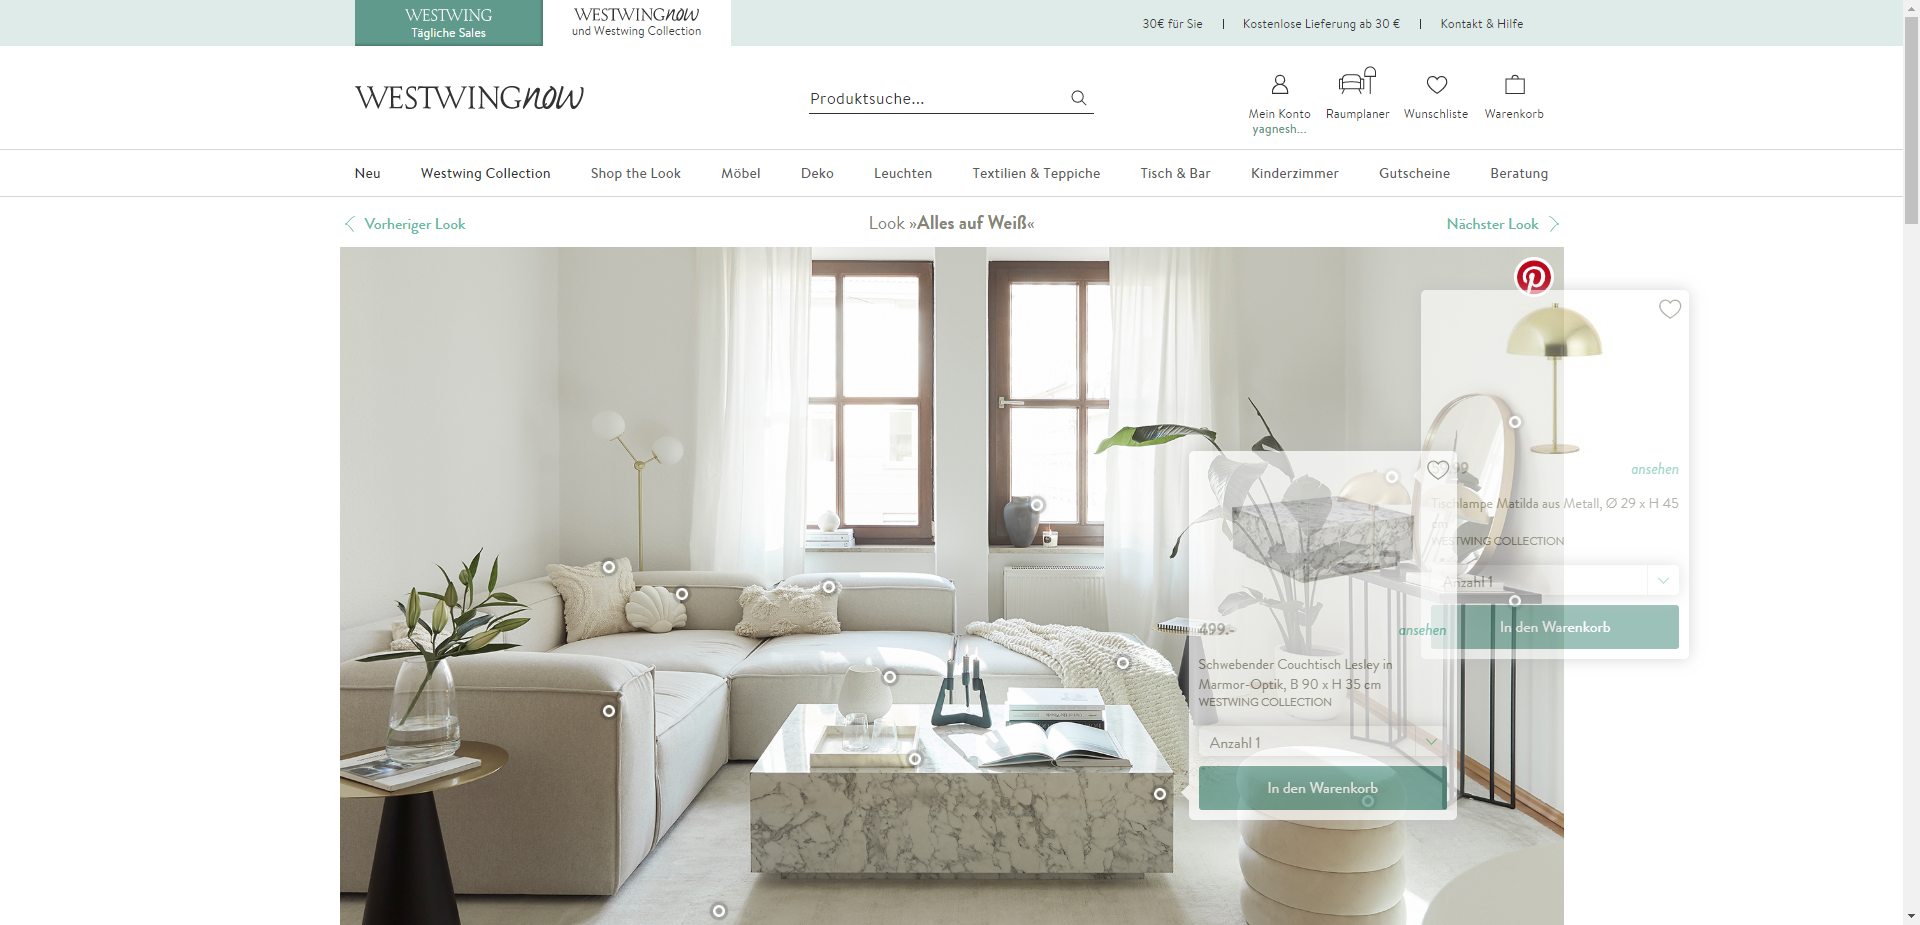 WESTWING
Tägliche Sales
WESTWINGnow
und Westwing Collection
30€ für Sie | Kostenlose Lieferung ab 30 € | Kontakt & Hilfe
WESTWINGnow
Produktsuche...
Mein Konto
yagnesh...
Raumplaner
Wunschliste
Warenkorb
Neu Westwing Collection Shop the Look Möbel Deko Leuchten Textilien & Teppiche Tisch & Bar Kinderzimmer Gutscheine Beratung
Vorheriger Look
Look »Alles auf Weiß«
Nächster Look
ansehen
Tischlampe Matilda aus Metall, Ø 29 x H 45
cm
WESTWING COLLECTION
Anzahl 1
In den Warenkorb
499.-
ansehen
Schwebender Couchtisch Lesley in
Marmor-Optik, B 90 x H 35 cm
WESTWING COLLECTION
Anzahl 1
In den Warenkorb